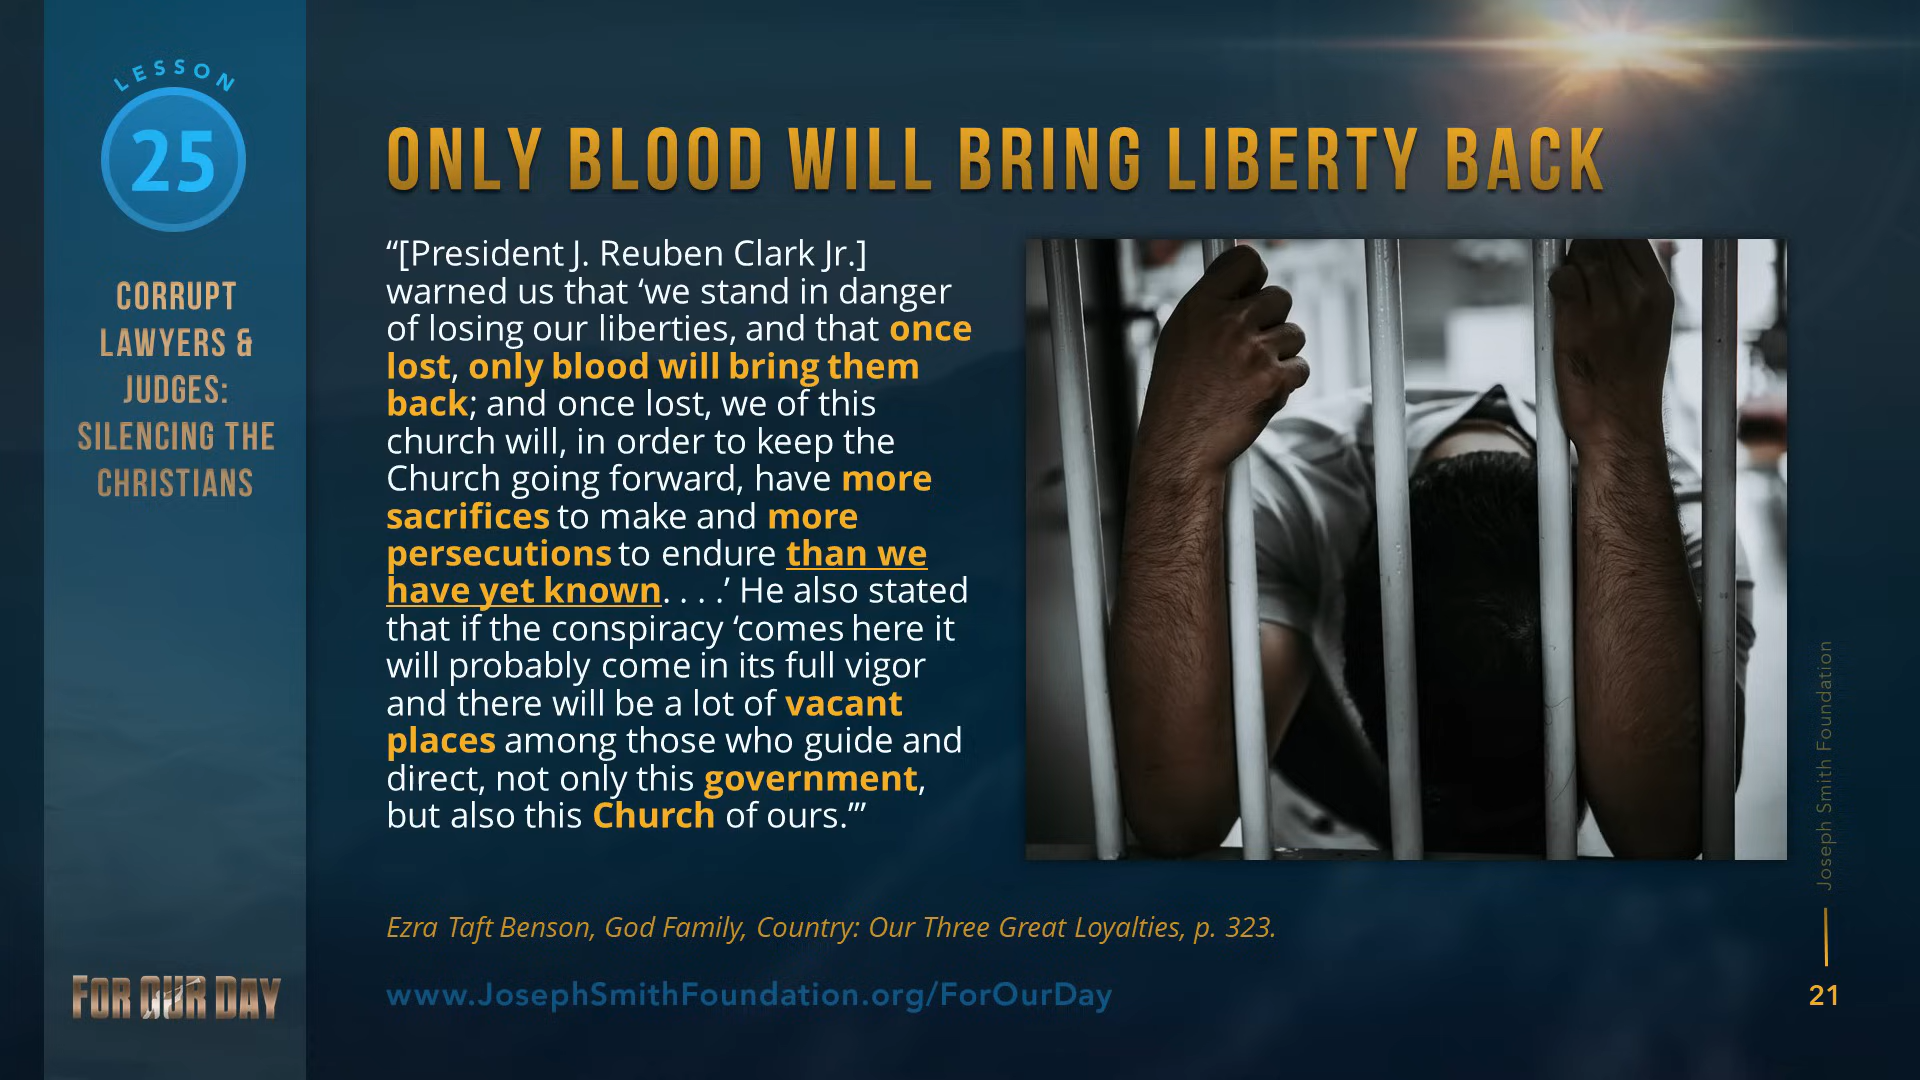 LESSON
25
CORRUPT
LAWYERS &
JUDGES:
SILENCING THE
CHRISTIANS
FOR OUR DAY
ONLY BLOOD WILL BRING LIBERTY BACK
“[President J. Reuben Clark Jr.]
warned us that ‘we stand in danger
of losing our liberties, and that once
lost, only blood will bring them
back; and once lost, we of this
church will, in order to keep the
Church going forward, have more
sacrifices to make and more
persecutions to endure than we
have yet known. . . .’ He also stated
that if the conspiracy ‘comes here it
will probably come in its full vigor
and there will be a lot of vacant
places among those who guide and
direct, not only this government,
but also this Church of ours.’”
Ezra Taft Benson, God Family, Country: Our Three Great Loyalties, p. 323.
www.JosephSmithFoundation.org/ForOurDay
Joseph Smith Foundation
21